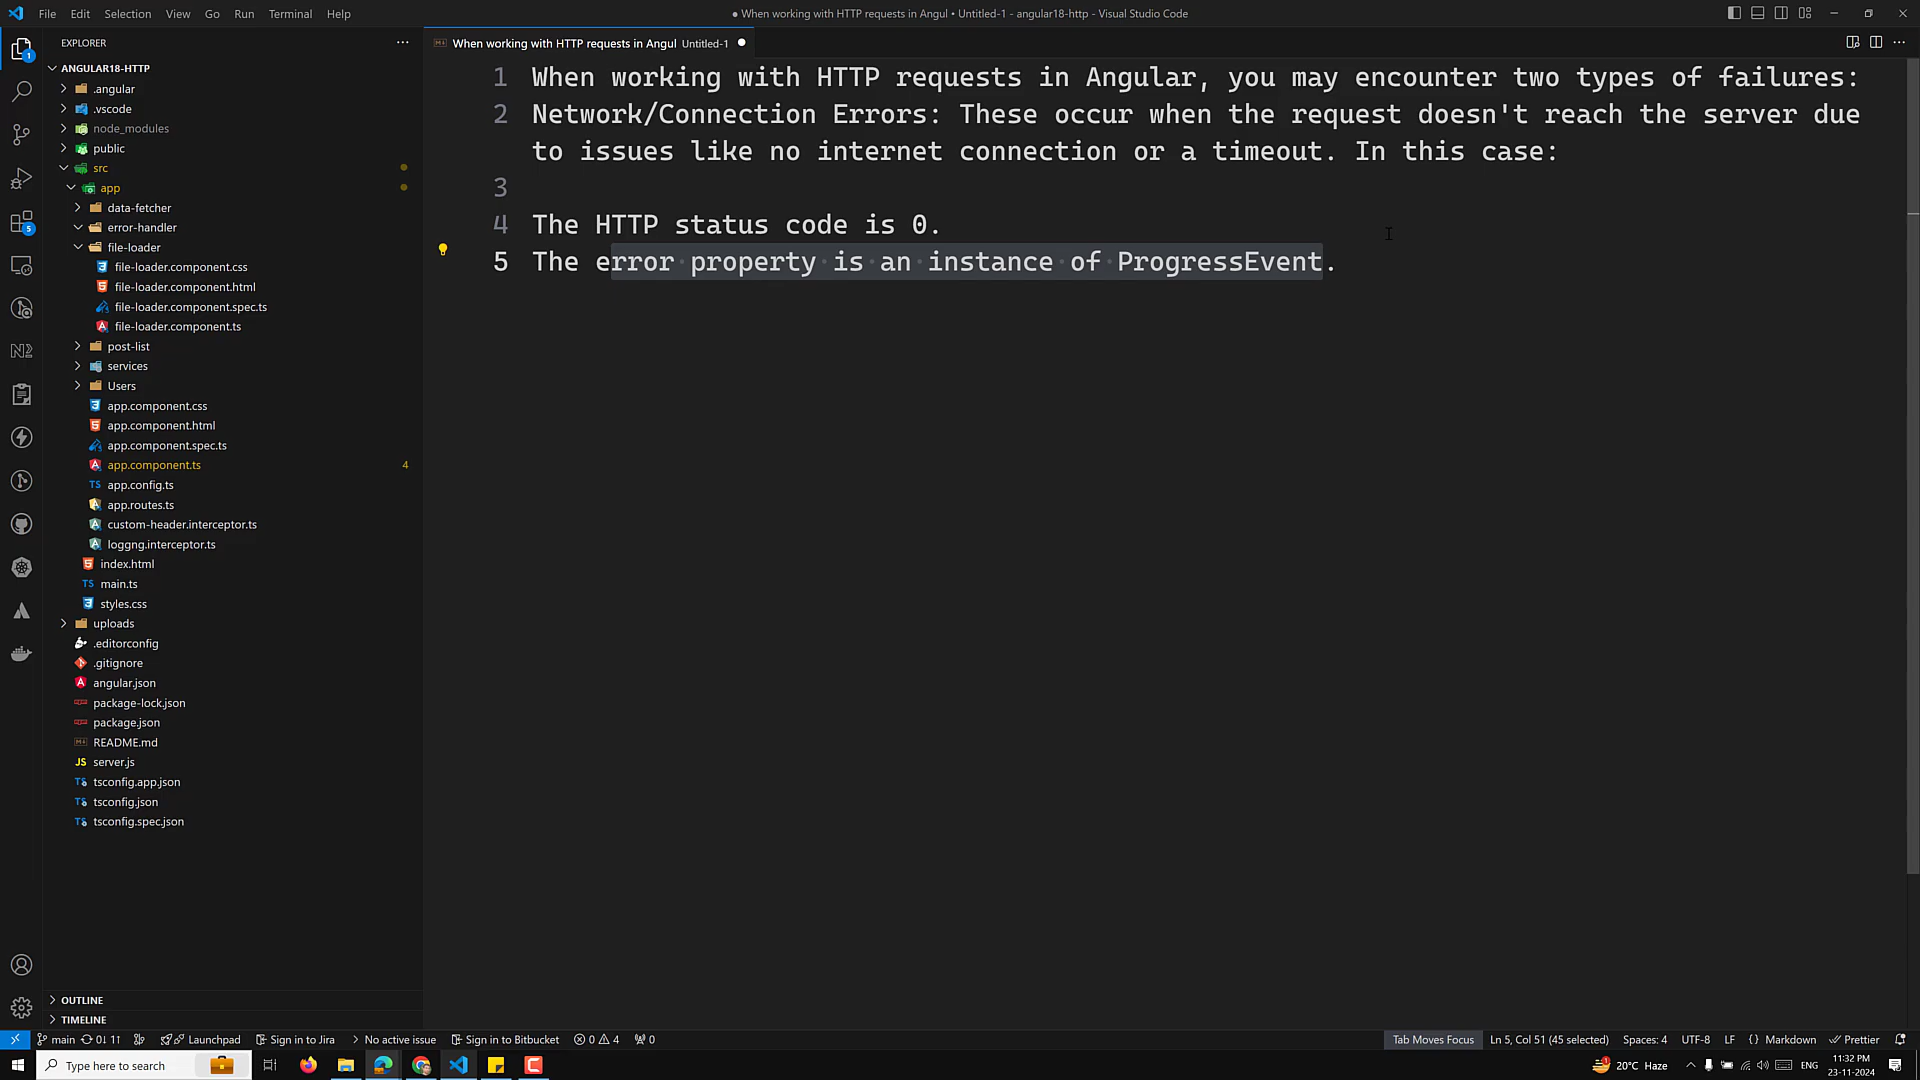 File Edit Selection View Go Run Terminal Help
● When working with HTTP requests in Angul • Untitled-1 - angular18-http - Visual Studio Code
EXPLORER
When working with HTTP requests in Angul Untitled-1
ANGULAR18-HTTP
.angular
.vscode
node_modules
public
src
app
data-fetcher
error-handler
file-loader
file-loader.component.css
file-loader.component.html
file-loader.component.spec.ts
file-loader.component.ts
post-list
services
Users
app.component.css
app.component.html
app.component.spec.ts
app.component.ts 4
app.config.ts
app.routes.ts
custom-header.interceptor.ts
loggng.interceptor.ts
index.html
main.ts
styles.css
uploads
.editorconfig
.gitignore
angular.json
package-lock.json
package.json
README.md
server.js
tsconfig.app.json
tsconfig.json
tsconfig.spec.json
OUTLINE
TIMELINE
1 When working with HTTP requests in Angular, you may encounter two types of failures:
2 Network/Connection Errors: These occur when the request doesn't reach the server due
to issues like no internet connection or a timeout. In this case:
3
4 The HTTP status code is 0.
5 The error property is an instance of ProgressEvent.
main 0↓ 1↑ Launchpad Sign in to Jira No active issue Sign in to Bitbucket 0 4 0
Tab Moves Focus Ln 5, Col 51 (45 selected) Spaces: 4 UTF-8 LF {} Markdown Prettier
Type here to search
20°C Haze ENG
11:32 PM
23-11-2024